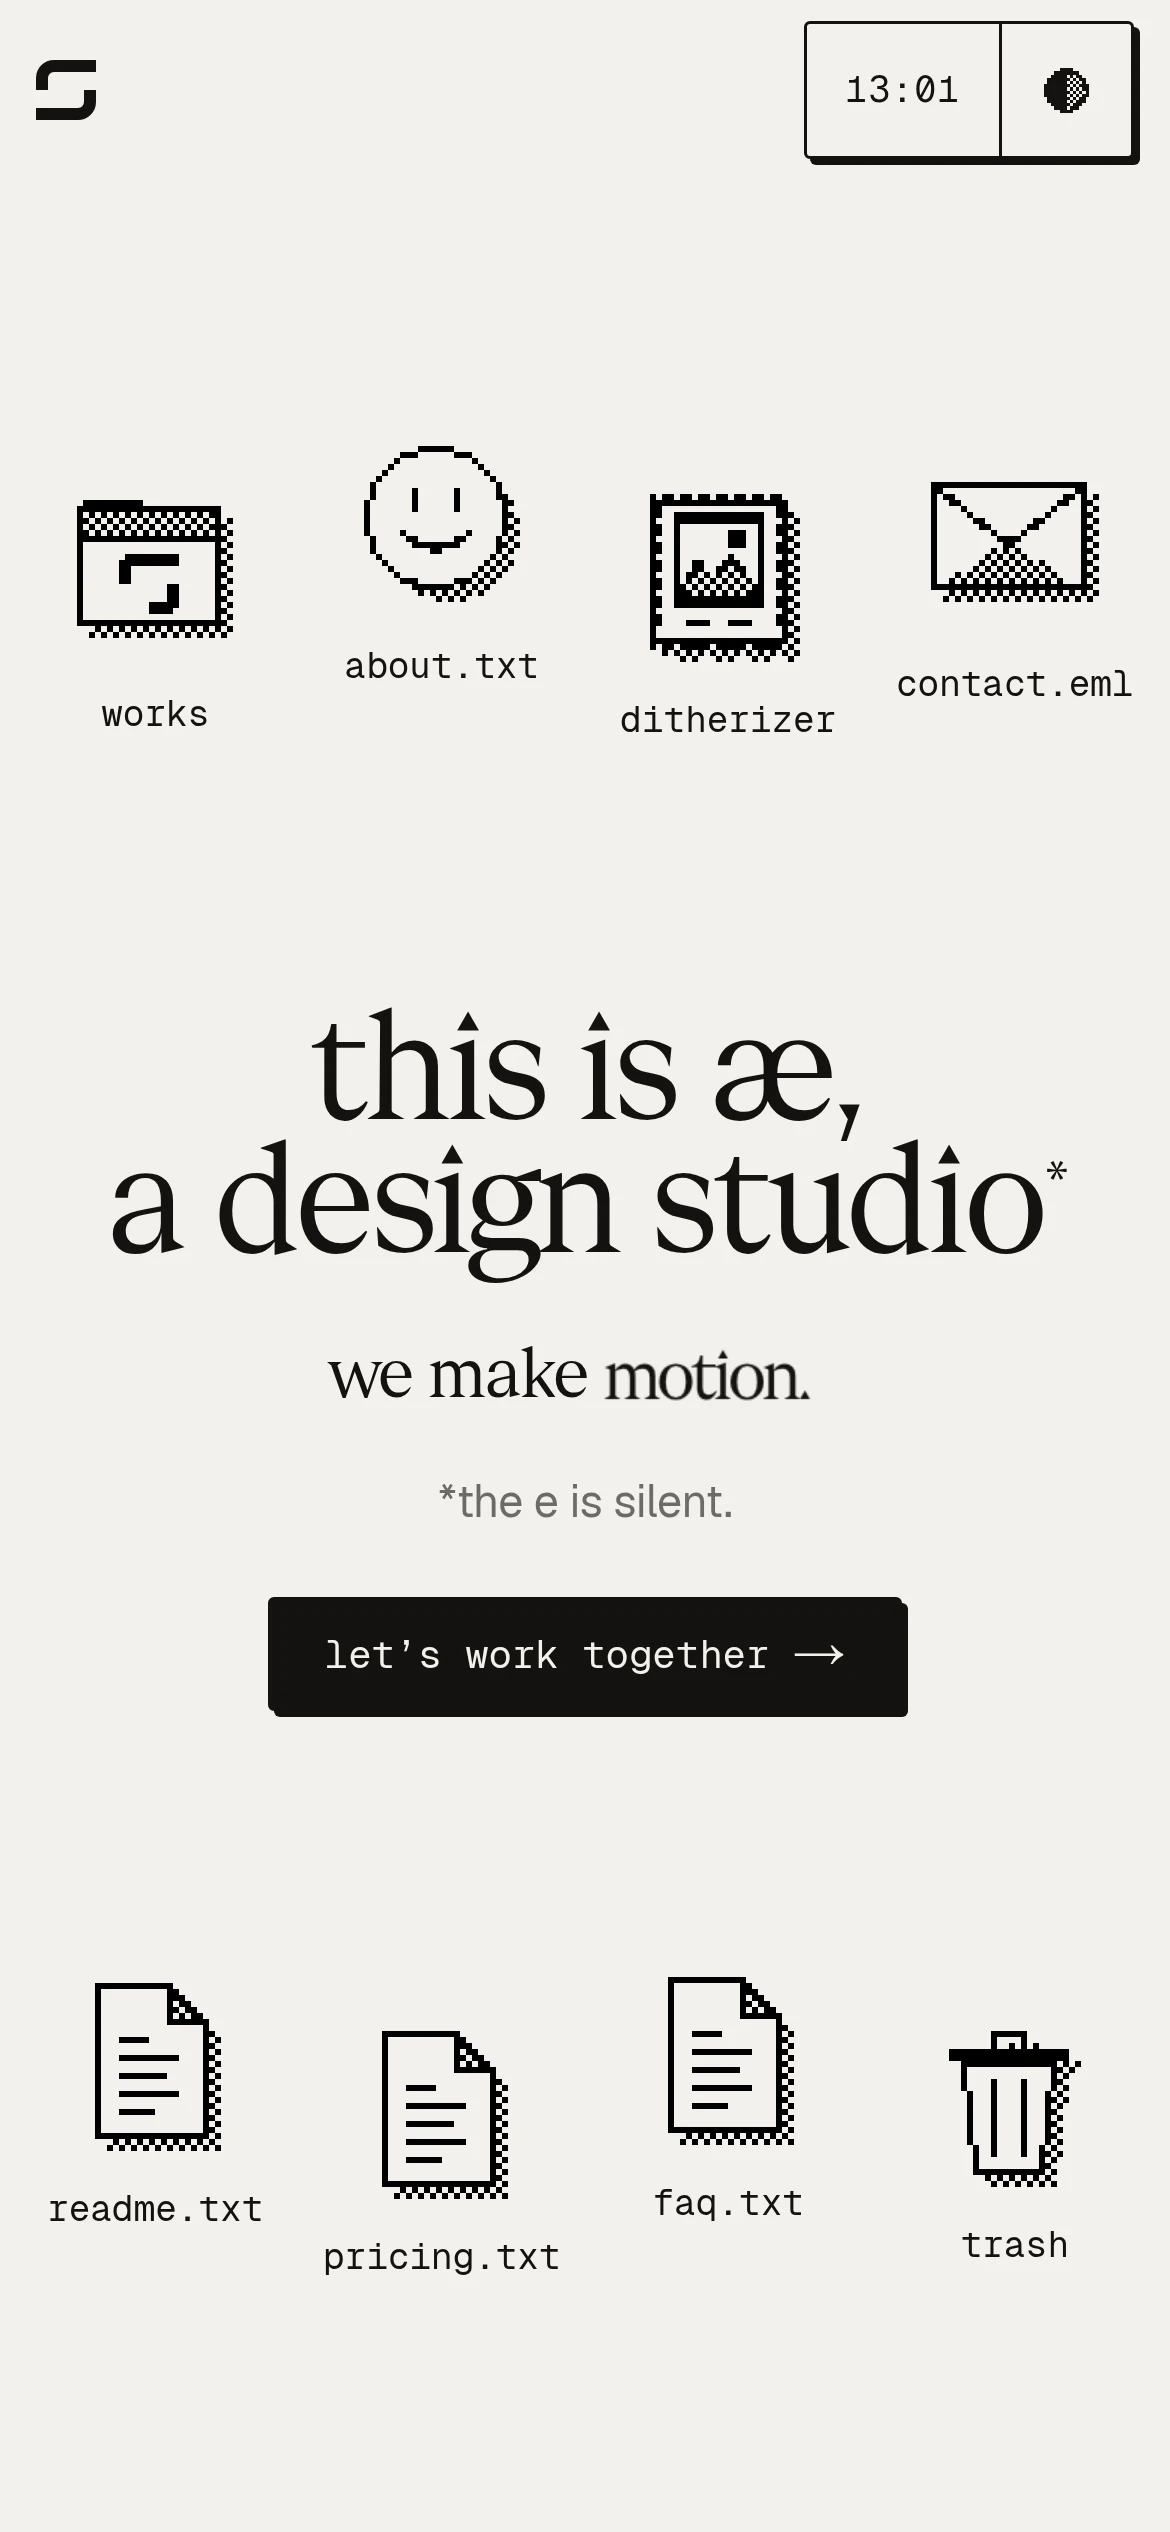 13:01
works
about.txt
ditherizer
contact.eml
this is æ,
a design studio*
we make motion.
*the e is silent.
let’s work together →
readme.txt
pricing.txt
faq.txt
trash